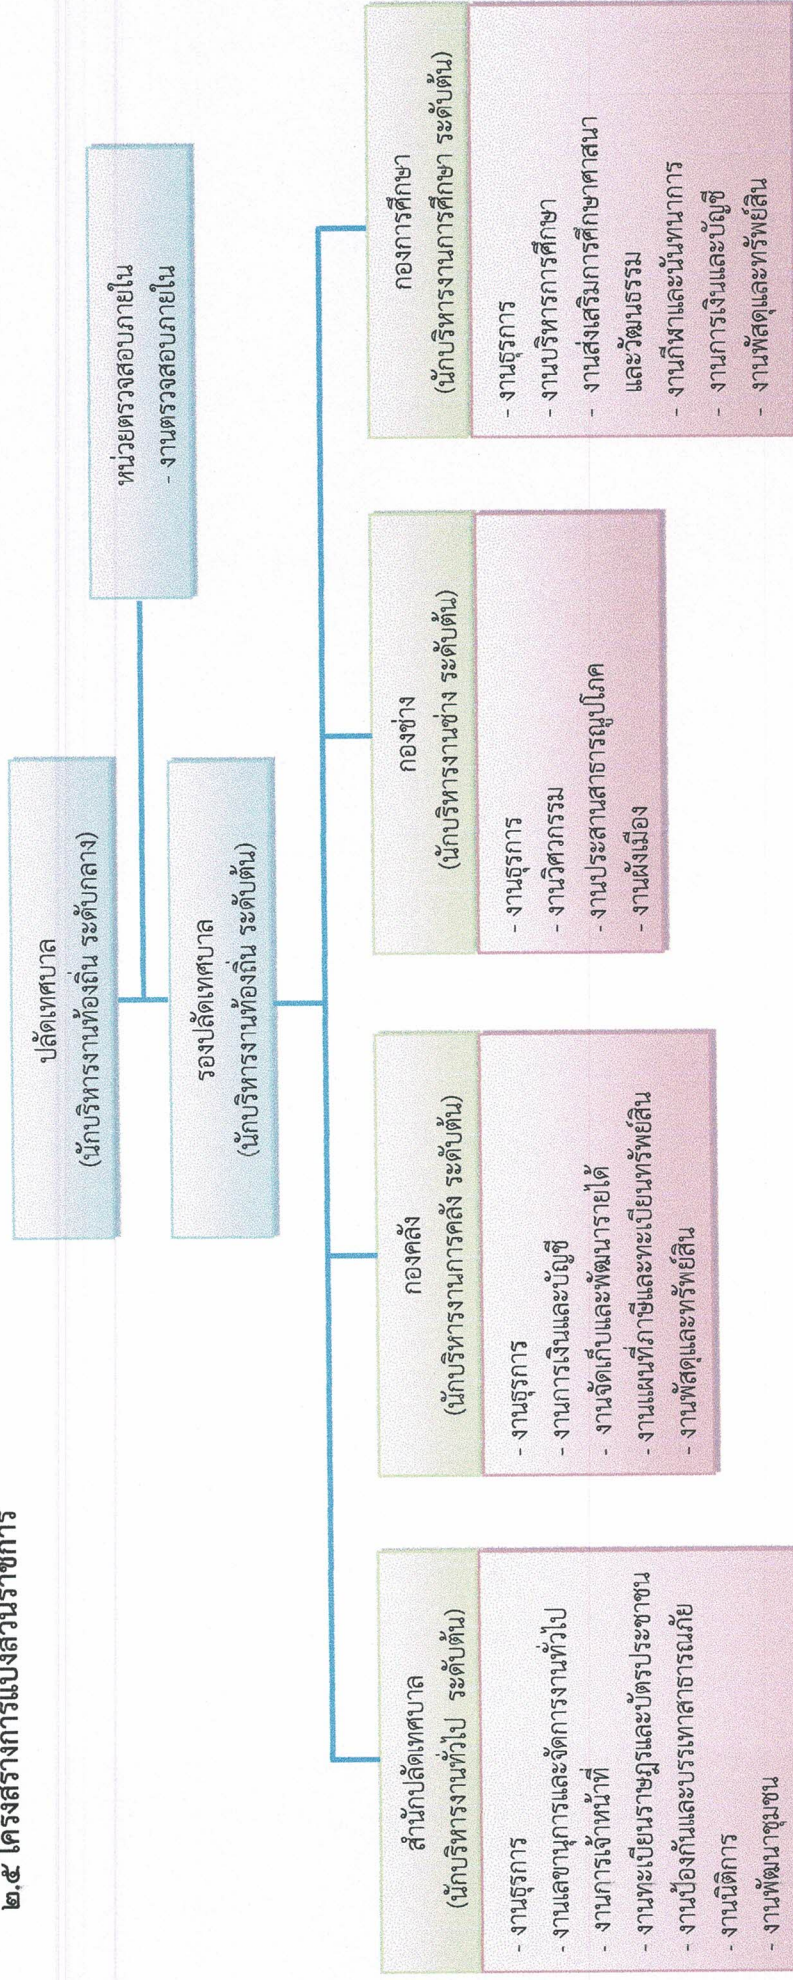 ๒.๕ โครงสร้างการแบ่งส่วนราชการ
ปลัดเทศบาล
(นักบริหารงานท้องถิ่น ระดับกลาง)
หน่วยตรวจสอบภายใน
- งานตรวจสอบภายใน
รองปลัดเทศบาล
(นักบริหารงานท้องถิ่น ระดับต้น)
สำนักปลัดเทศบาล
(นักบริหารงานทั่วไป ระดับต้น)
- งานธุรการ
- งานเลขานุการและจัดการงานทั่วไป
- งานการเจ้าหน้าที่
- งานทะเบียนราษฎรและบัตรประชาชน
- งานป้องกันและบรรเทาสาธารณภัย
- งานนิติการ
- งานพัฒนาชุมชน
กองคลัง
(นักบริหารงานการคลัง ระดับต้น)
- งานธุรการ
- งานการเงินและบัญชี
- งานจัดเก็บและพัฒนารายได้
- งานแผนที่ภาษีและทะเบียนทรัพย์สิน
- งานพัสดุและทรัพย์สิน
กองช่าง
(นักบริหารงานช่าง ระดับต้น)
- งานธุรการ
- งานวิศวกรรม
- งานประสานสาธารณูปโภค
- งานผังเมือง
กองการศึกษา
(นักบริหารงานการศึกษา ระดับต้น)
- งานธุรการ
- งานบริหารการศึกษา
- งานส่งเสริมการศึกษาศาสนา
และวัฒนธรรม
- งานกีฬาและนันทนาการ
- งานการเงินและบัญชี
- งานพัสดุและทรัพย์สิน